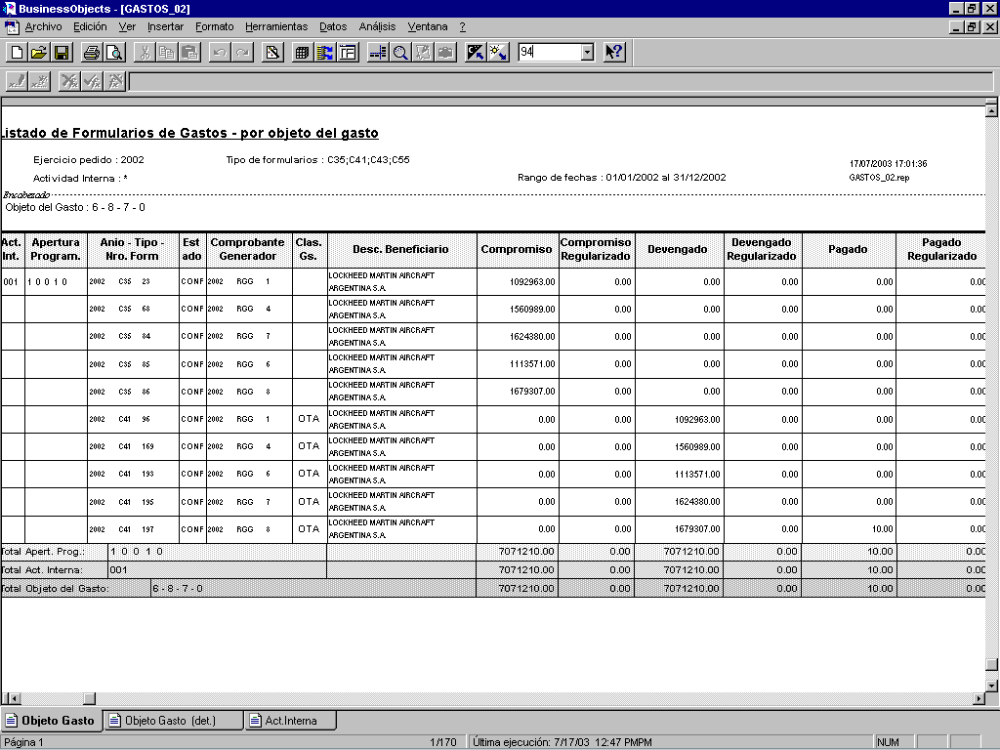 BusinessObjects - [GASTOS_02]
Archivo Edición Ver Insertar Formato Herramientas Datos Análisis Ventana ?
94
Listado de Formularios de Gastos - por objeto del gasto
Ejercicio pedido : 2002 Tipo de formularios : C35;C41;C43;C55 17/07/2003 17:01:36
Actividad Interna : * Rango de fechas : 01/01/2002 al 31/12/2002 GASTOS_02.rep
Encabezado
Objeto del Gasto : 6 - 8 - 7 - 0
Act. Int. Apertura Program. Anio - Tipo - Nro. Form Est ado Comprobante Generador Clas. Gs. Desc. Beneficiario Compromiso Compromiso Regularizado Devengado Devengado Regularizado Pagado Pagado Regularizado
001 1 0 0 1 0 2002 C35 23 CONF 2002 RGG 1 LOCKHEED MARTIN AIRCRAFT ARGENTINA S.A. 1092963.00 0.00 0.00 0.00 0.00 0.00
2002 C35 68 CONF 2002 RGG 4 LOCKHEED MARTIN AIRCRAFT ARGENTINA S.A. 1560989.00 0.00 0.00 0.00 0.00 0.00
2002 C35 84 CONF 2002 RGG 7 LOCKHEED MARTIN AIRCRAFT ARGENTINA S.A. 1624380.00 0.00 0.00 0.00 0.00 0.00
2002 C35 85 CONF 2002 RGG 6 LOCKHEED MARTIN AIRCRAFT ARGENTINA S.A. 1113571.00 0.00 0.00 0.00 0.00 0.00
2002 C35 86 CONF 2002 RGG 8 LOCKHEED MARTIN AIRCRAFT ARGENTINA S.A. 1679307.00 0.00 0.00 0.00 0.00 0.00
2002 C41 96 CONF 2002 RGG 1 OTA LOCKHEED MARTIN AIRCRAFT ARGENTINA S.A. 0.00 0.00 1092963.00 0.00 0.00 0.00
2002 C41 169 CONF 2002 RGG 4 OTA LOCKHEED MARTIN AIRCRAFT ARGENTINA S.A. 0.00 0.00 1560989.00 0.00 0.00 0.00
2002 C41 193 CONF 2002 RGG 6 OTA LOCKHEED MARTIN AIRCRAFT ARGENTINA S.A. 0.00 0.00 1113571.00 0.00 0.00 0.00
2002 C41 195 CONF 2002 RGG 7 OTA LOCKHEED MARTIN AIRCRAFT ARGENTINA S.A. 0.00 0.00 1624380.00 0.00 0.00 0.00
2002 C41 197 CONF 2002 RGG 8 OTA LOCKHEED MARTIN AIRCRAFT ARGENTINA S.A. 0.00 0.00 1679307.00 0.00 10.00 0.00
Total Apert. Prog.: 1 0 0 1 0 7071210.00 0.00 7071210.00 0.00 10.00 0.00
Total Act. Interna: 001 7071210.00 0.00 7071210.00 0.00 10.00 0.00
Total Objeto del Gasto: 6 - 8 - 7 - 0 7071210.00 0.00 7071210.00 0.00 10.00 0.00
Objeto Gasto Objeto Gasto (det.) Act.Interna
Página 1 1/170 Última ejecución: 7/17/03 12:47 PMPM NUM